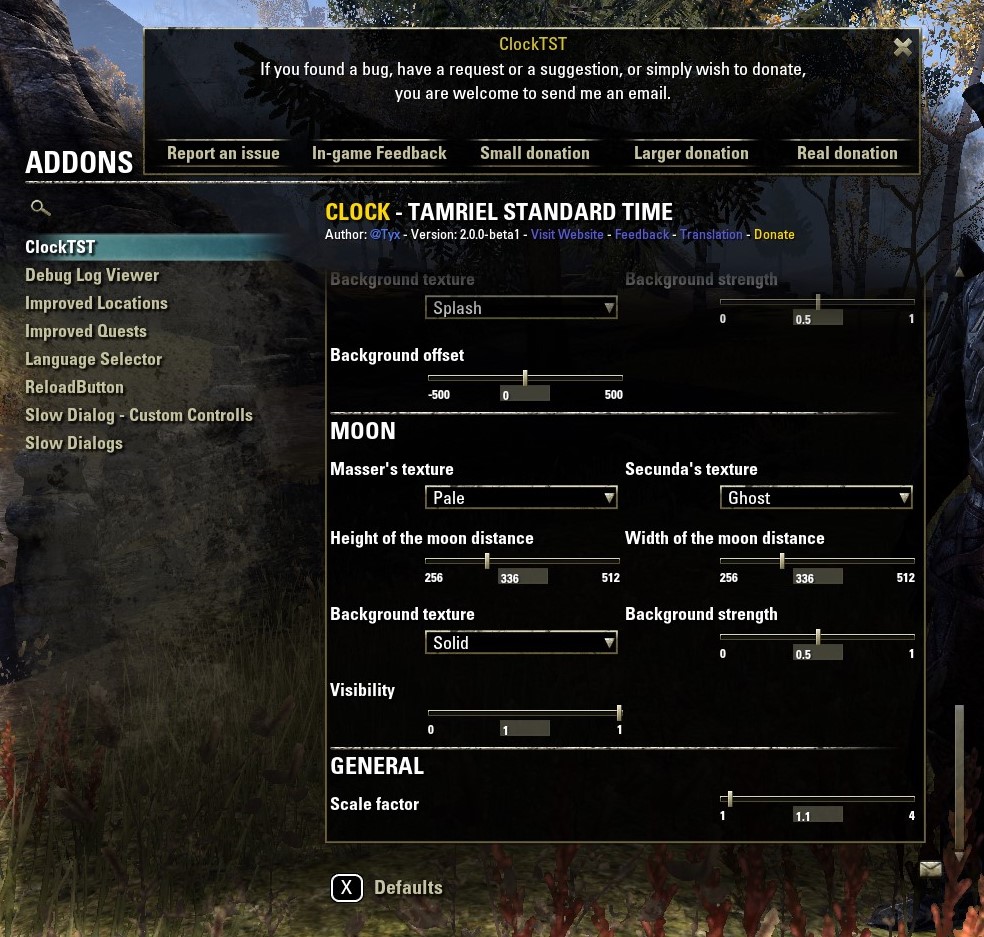 ClockTST
If you found a bug, have a request or a suggestion, or simply wish to donate,
you are welcome to send me an email.
Report an issue In-game Feedback Small donation Larger donation Real donation
ADDONS
ClockTST
Debug Log Viewer
Improved Locations
Improved Quests
Language Selector
ReloadButton
Slow Dialog - Custom Controlls
Slow Dialogs
CLOCK - TAMRIEL STANDARD TIME
Author: @Tyx - Version: 2.0.0-beta1 - Visit Website - Feedback - Translation - Donate
Background texture Background strength
Splash
0 0.5 1
Background offset
-500 0 500
MOON
Masser's texture Secunda's texture
Pale Ghost
Height of the moon distance Width of the moon distance
256 336 512 256 336 512
Background texture Background strength
Solid
0 0.5 1
Visibility
0 1 1
GENERAL
Scale factor
1 1.1 4
X Defaults